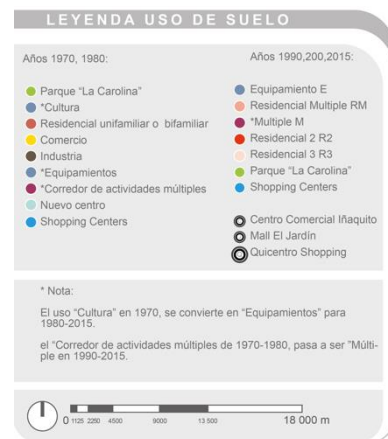 LEYENDA USO DE SUELO
Años 1970, 1980:
Parque "La Carolina"
*Cultura
Residencial unifamiliar o bifamiliar
Comercio
Industria
*Equipamientos
*Corredor de actividades múltiples
Nuevo centro
Shopping Centers
Años 1990,200,2015:
Equipamiento E
Residencial Multiple RM
*Multiple M
Residencial 2 R2
Residencial 3 R3
Parque "La Carolina"
Shopping Centers
Centro Comercial Iñaquito
Mall El Jardín
Quicentro Shopping
* Nota:
El uso "Cultura" en 1970, se convierte en "Equipamientos" para
1980-2015.
el "Corredor de actividades múltiples de 1970-1980, pasa a ser "Múlti-
ple en 1990-2015.
0 1125 2250 4500 9000 13.500 18 000 m